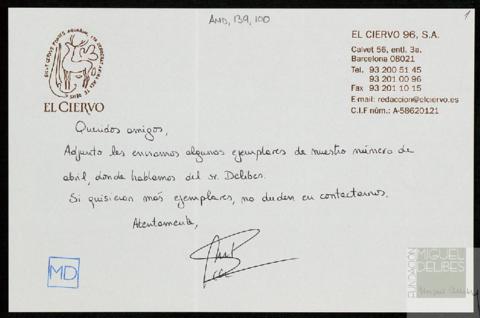 AMD, 139, 100
1
EL CIERVO 96, S.A.
Calvet 56, entl. 3a.
Barcelona 08021
Tel. 93 200 51 45
93 201 00 96
Fax 93 201 10 15
E-mail: redaccion@elciervo.es
C.I.F núm.: A-58620121
EL CIERVO
Queridos amigos,
Adjunto les enviamos algunos ejemplares de nuestro número de
abril, donde hablamos del sr. Delibes.
Si quisieran más ejemplares, no duden en contactarnos.
Atentamente,
MD
FUNDACIÓN
MIGUEL
DELIBES